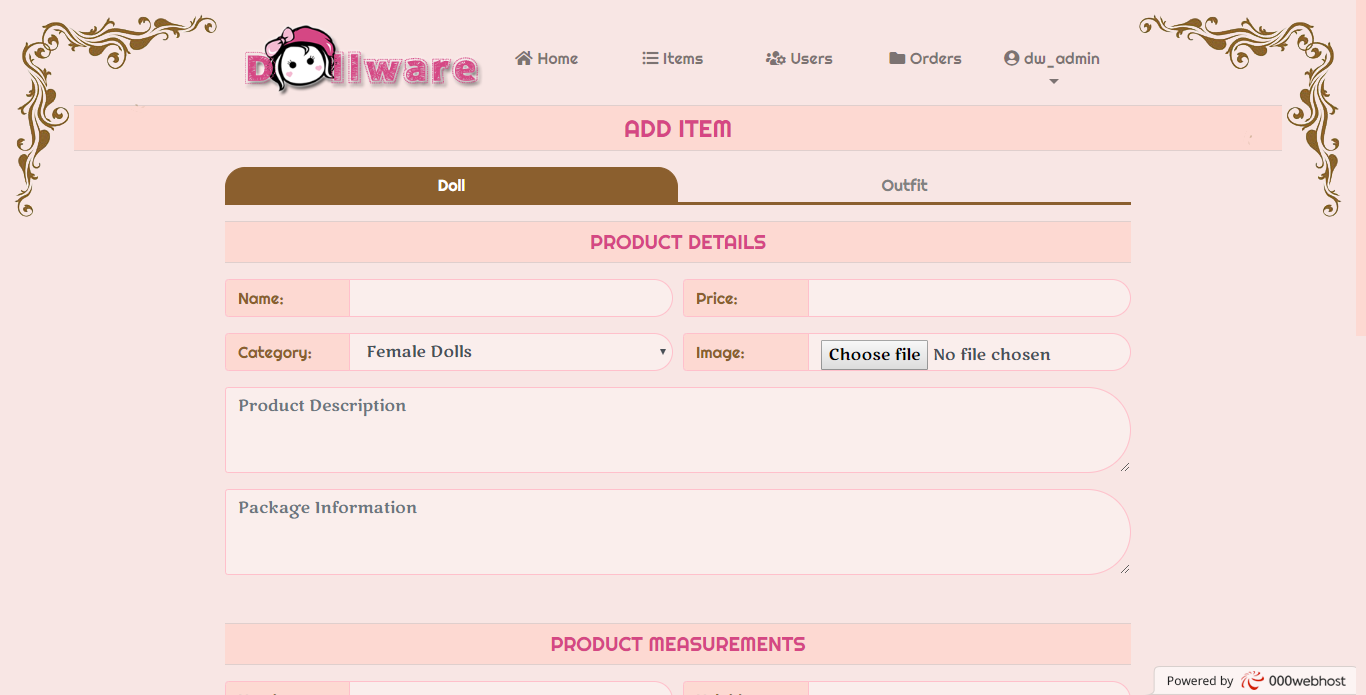 Dollware
Home
Items
Users
Orders
dw_admin
ADD ITEM
Doll
Outfit
PRODUCT DETAILS
Name:
Price:
Category:
Female Dolls
Image:
Choose file No file chosen
Product Description
Package Information
PRODUCT MEASUREMENTS
Powered by 000webhost